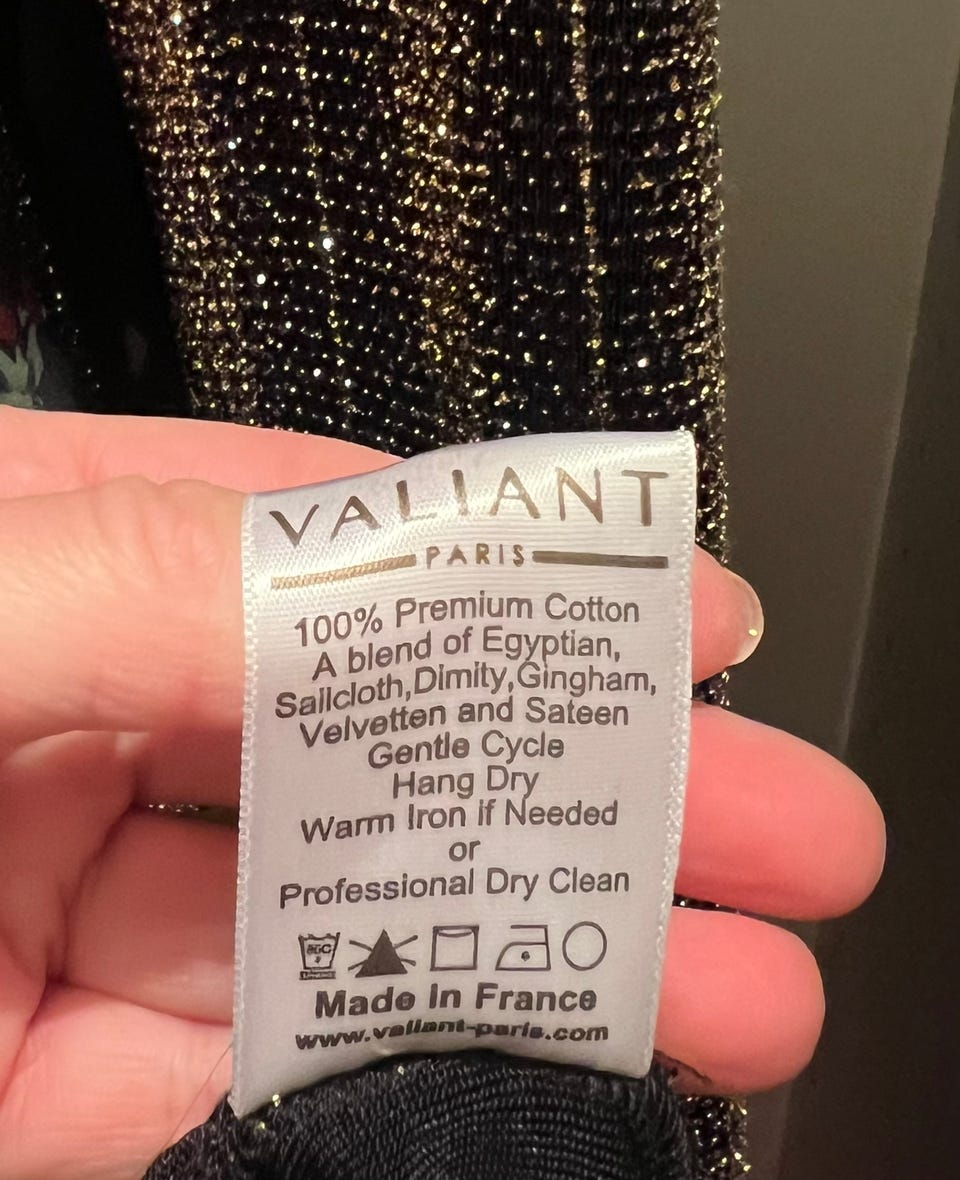 VALIANT
PARIS
100% Premium Cotton
A blend of Egyptian,
Sailcloth,Dimity,Gingham,
Velvetten and Sateen
Gentle Cycle
Hang Dry
Warm Iron if Needed
or
Professional Dry Clean
Made in France
www.valiant-paris.com